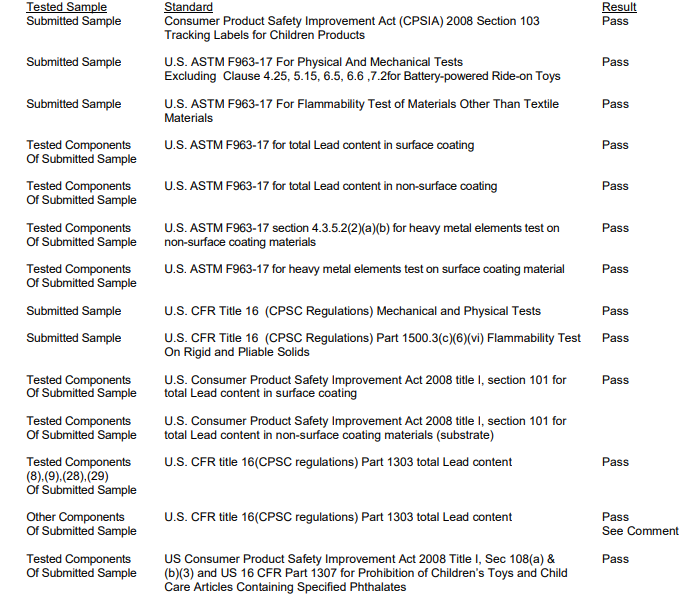 Tested Sample Standard Result
Submitted Sample Consumer Product Safety Improvement Act (CPSIA) 2008 Section 103 Pass
Tracking Labels for Children Products
Submitted Sample U.S. ASTM F963-17 For Physical And Mechanical Tests Pass
Excluding Clause 4.25, 5.15, 6.5, 6.6 ,7.2for Battery-powered Ride-on Toys
Submitted Sample U.S. ASTM F963-17 For Flammability Test of Materials Other Than Textile Pass
Materials
Tested Components U.S. ASTM F963-17 for total Lead content in surface coating Pass
Of Submitted Sample
Tested Components U.S. ASTM F963-17 for total Lead content in non-surface coating Pass
Of Submitted Sample
Tested Components U.S. ASTM F963-17 section 4.3.5.2(2)(a)(b) for heavy metal elements test on Pass
Of Submitted Sample non-surface coating materials
Tested Components U.S. ASTM F963-17 for heavy metal elements test on surface coating material Pass
Of Submitted Sample
Submitted Sample U.S. CFR Title 16 (CPSC Regulations) Mechanical and Physical Tests Pass
Submitted Sample U.S. CFR Title 16 (CPSC Regulations) Part 1500.3(c)(6)(vi) Flammability Test Pass
On Rigid and Pliable Solids
Tested Components U.S. Consumer Product Safety Improvement Act 2008 title I, section 101 for Pass
Of Submitted Sample total Lead content in surface coating
Tested Components U.S. Consumer Product Safety Improvement Act 2008 title I, section 101 for
Of Submitted Sample total Lead content in non-surface coating materials (substrate)
Tested Components U.S. CFR title 16(CPSC regulations) Part 1303 total Lead content Pass
(8),(9),(28),(29)
Of Submitted Sample
Other Components U.S. CFR title 16(CPSC regulations) Part 1303 total Lead content Pass
Of Submitted Sample See Comment
Tested Components US Consumer Product Safety Improvement Act 2008 Title I, Sec 108(a) & Pass
Of Submitted Sample (b)(3) and US 16 CFR Part 1307 for Prohibition of Children's Toys and Child
Care Articles Containing Specified Phthalates